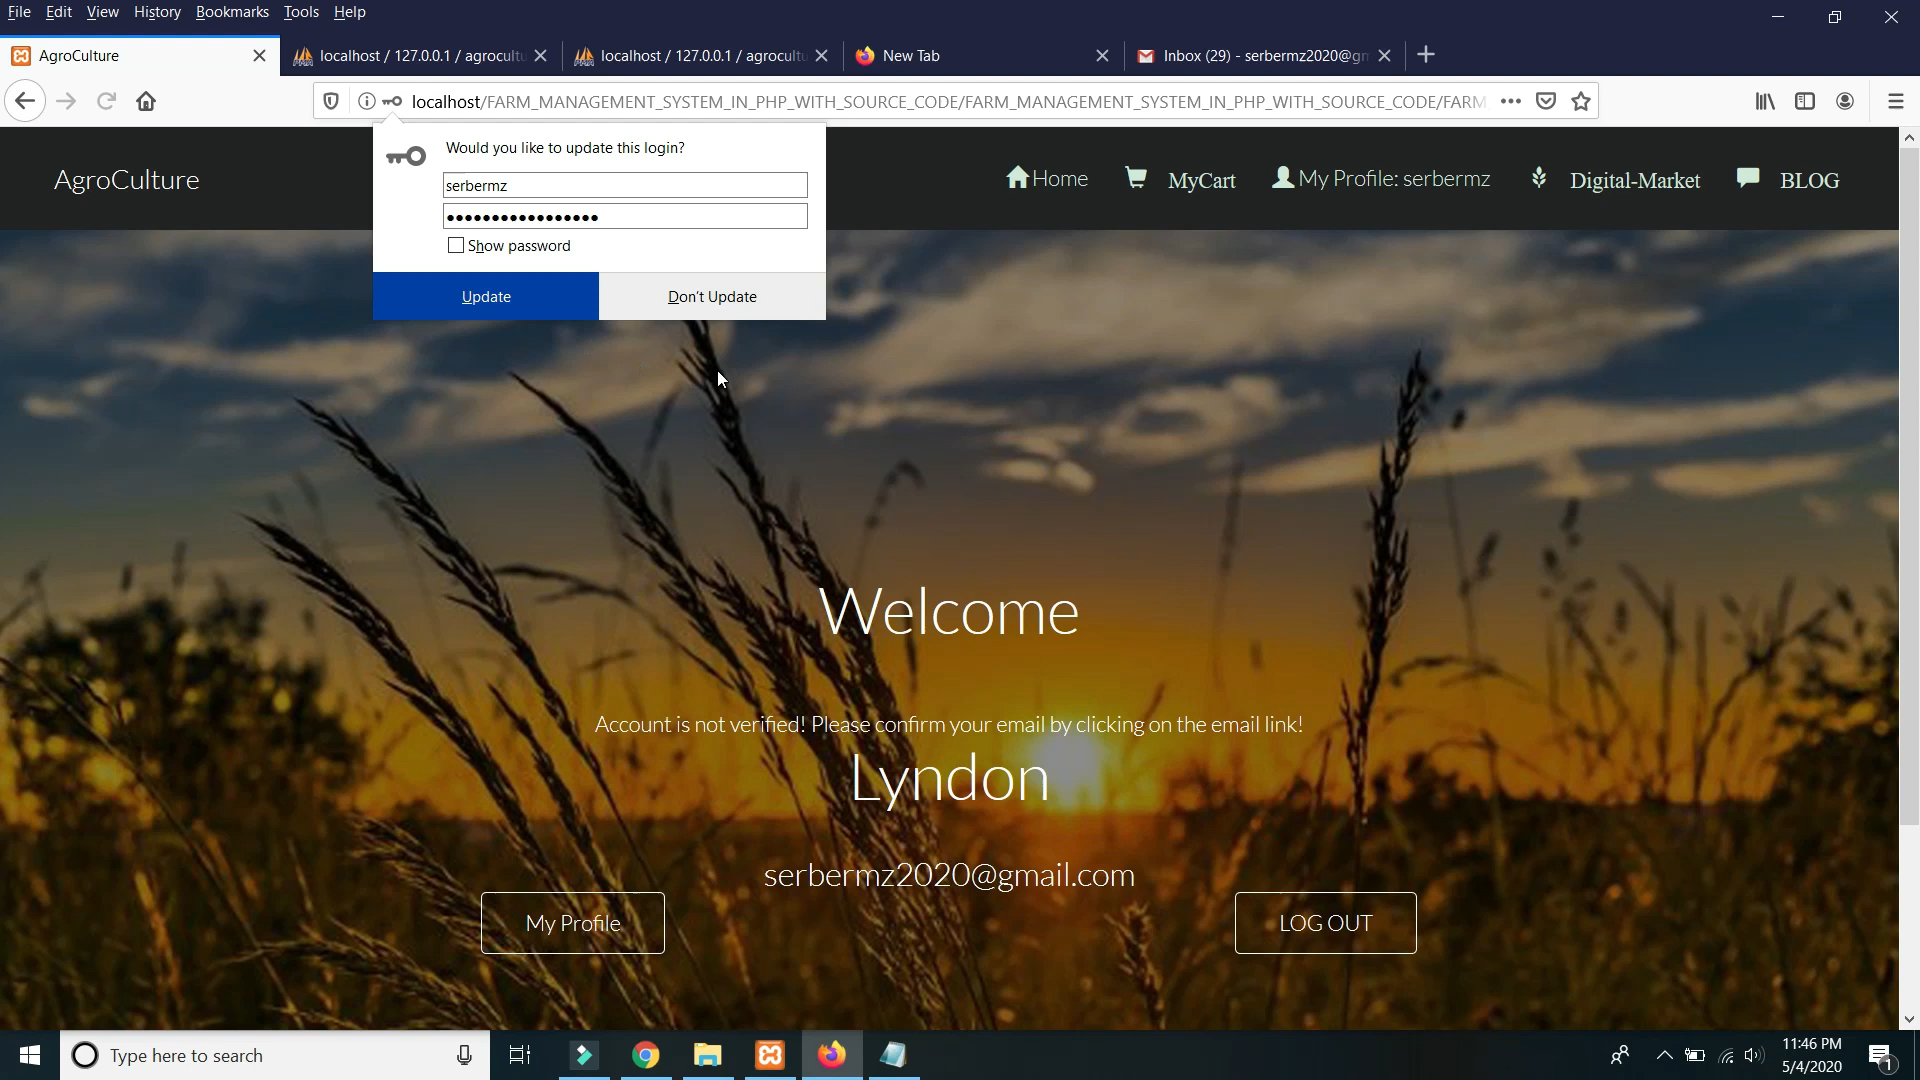 File Edit View History Bookmarks Tools Help
AgroCulture
localhost / 127.0.0.1 / agrocultu
localhost / 127.0.0.1 / agrocultu
New Tab
Inbox (29) - serbermz2020@gm
localhost/FARM_MANAGEMENT_SYSTEM_IN_PHP_WITH_SOURCE_CODE/FARM_MANAGEMENT_SYSTEM_IN_PHP_WITH_SOURCE_CODE/FARM
Would you like to update this login?
serbermz
•••••••••••••••••
Show password
Update
Don't Update
AgroCulture
Home
MyCart
My Profile: serbermz
Digital-Market
BLOG
Welcome
Account is not verified! Please confirm your email by clicking on the email link!
Lyndon
serbermz2020@gmail.com
My Profile
LOG OUT
Type here to search
11:46 PM
5/4/2020
1